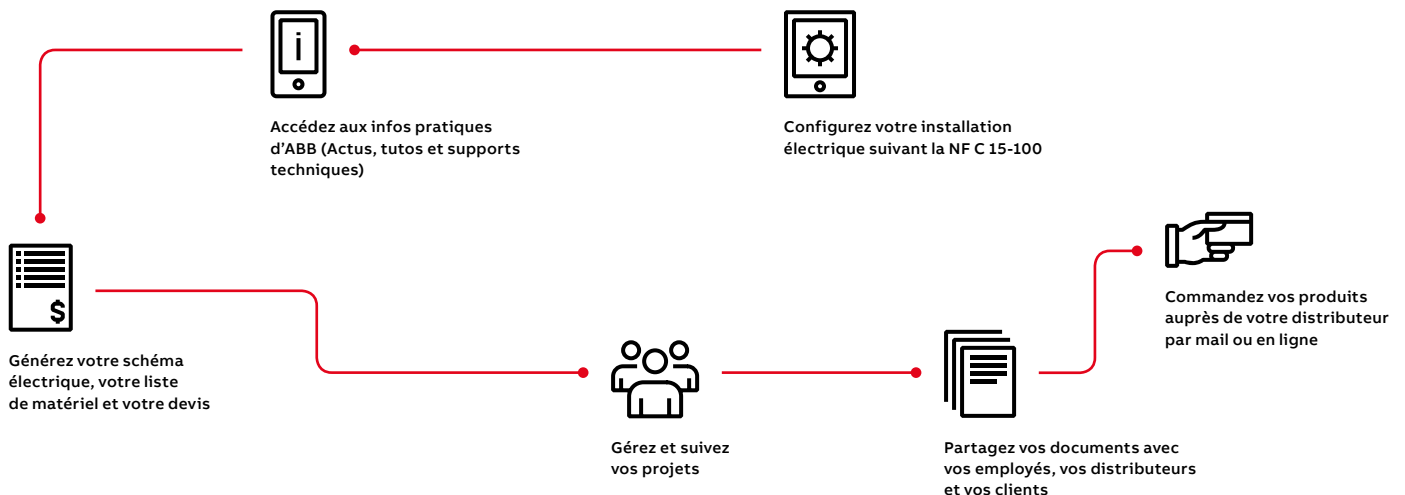 i
Accédez aux infos pratiques
d'ABB (Actus, tutos et supports
techniques)
Configurez votre installation
électrique suivant la NF C 15-100
$
Générez votre schéma
électrique, votre liste
de matériel et votre devis
Gérez et suivez
vos projets
Partagez vos documents avec
vos employés, vos distributeurs
et vos clients
Commandez vos produits
auprès de votre distributeur
par mail ou en ligne